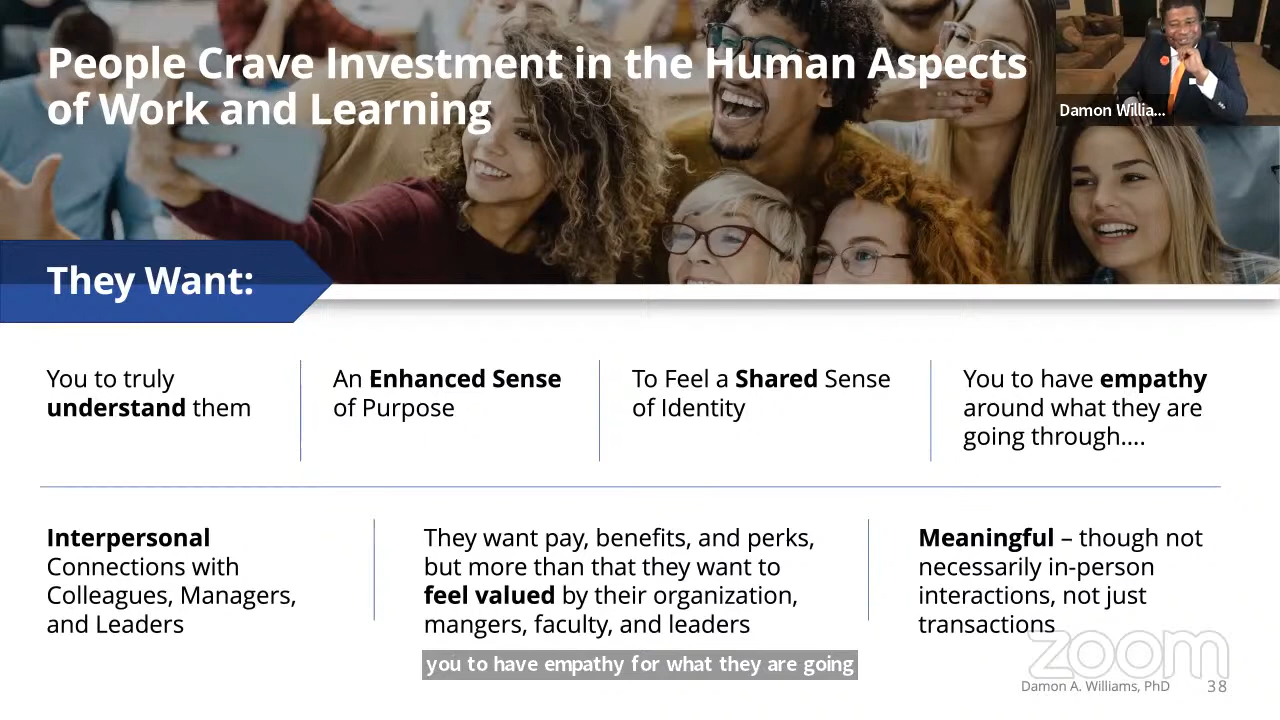 People Crave Investment in the Human Aspects
of Work and Learning
Damon Willia...
They Want:
You to truly
understand them
An Enhanced Sense
of Purpose
To Feel a Shared Sense
of Identity
You to have empathy
around what they are
going through....
Interpersonal
Connections with
Colleagues, Managers,
and Leaders
They want pay, benefits, and perks,
but more than that they want to
feel valued by their organization,
mangers, faculty, and leaders
Meaningful – though not
necessarily in-person
interactions, not just
transactions
you to have empathy for what they are going
zoom
Damon A. Williams, PhD 38